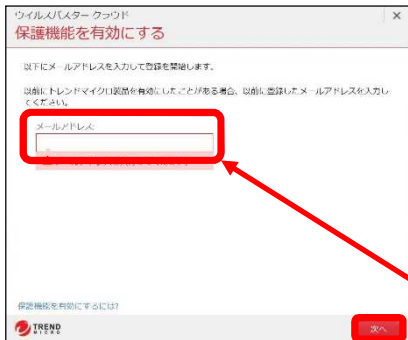 ウイルスバスター クラウド
保護機能を有効にする
以下にメールアドレスを入力して登録を開始します。
以前にトレンドマイクロ製品を有効にしたことがある場合、以前に登録したメールアドレスを入力し
てください。
メールアドレス:
保護機能を有効にするには?
TREND
MICRO
次へ